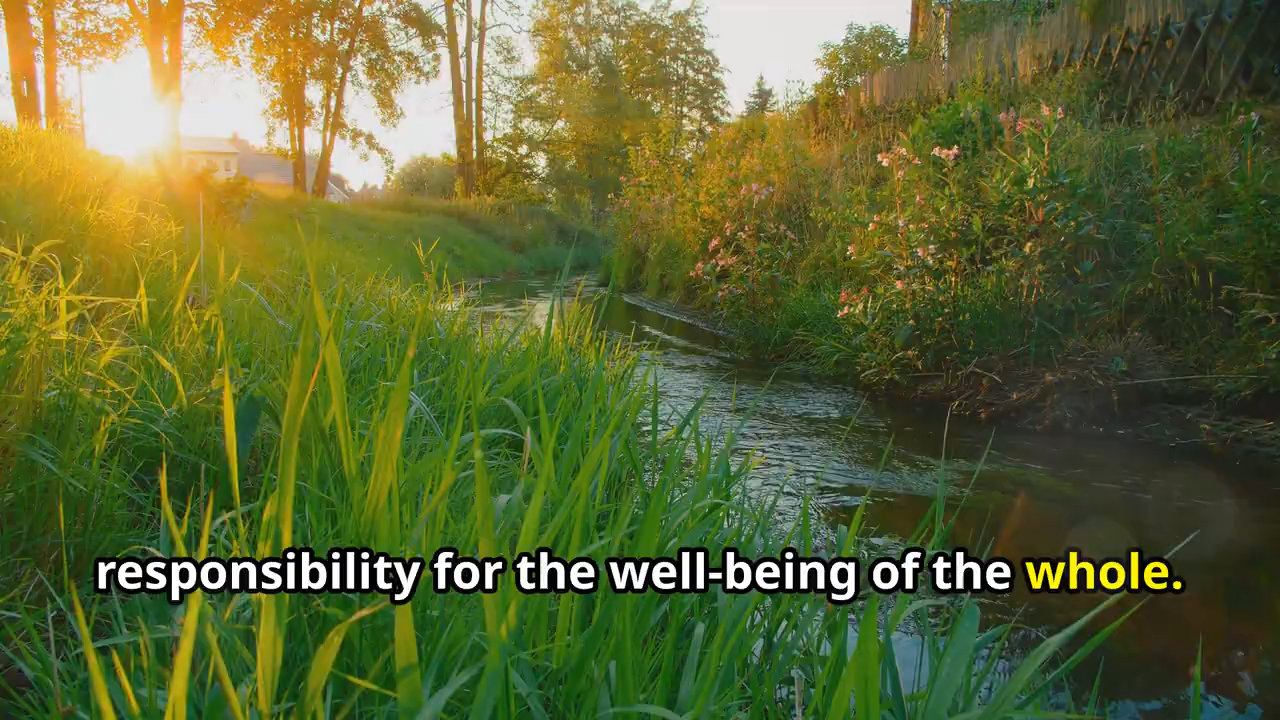 responsibility for the well-being of the whole.